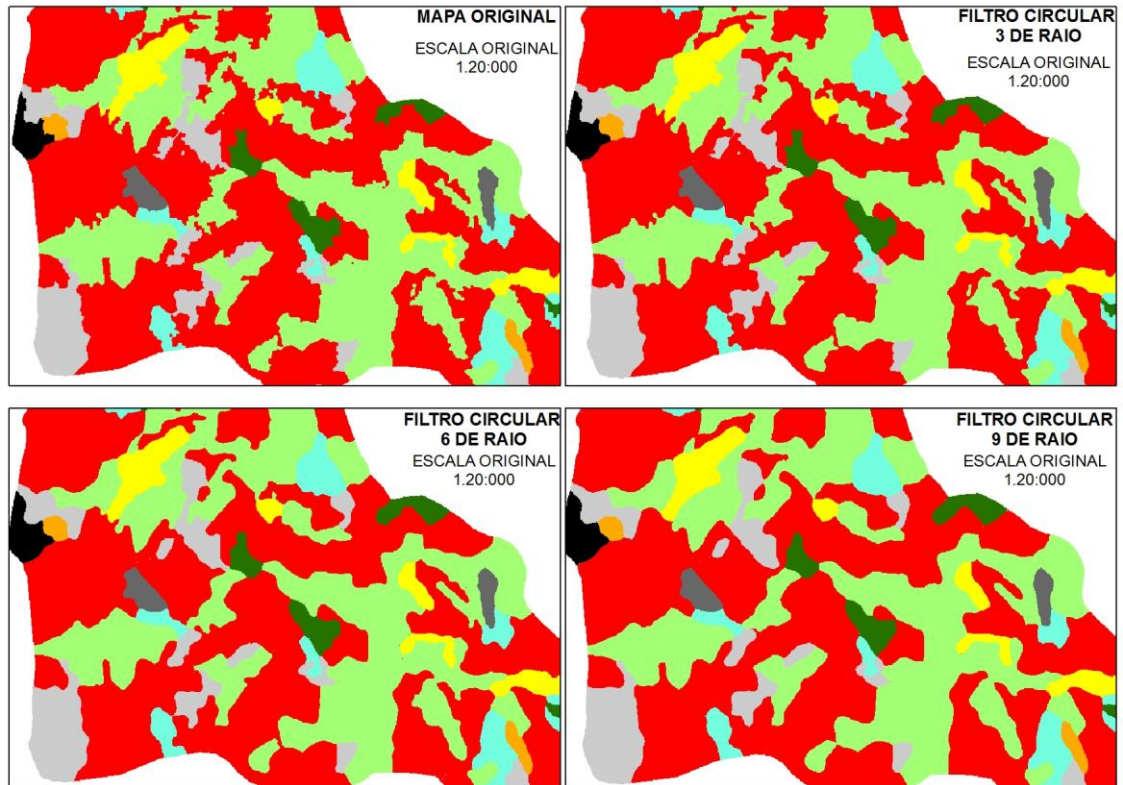 MAPA ORIGINAL
ESCALA ORIGINAL
1.20:000
FILTRO CIRCULAR
3 DE RAIO
ESCALA ORIGINAL
1.20:000
FILTRO CIRCULAR
6 DE RAIO
ESCALA ORIGINAL
1.20:000
FILTRO CIRCULAR
9 DE RAIO
ESCALA ORIGINAL
1.20:000